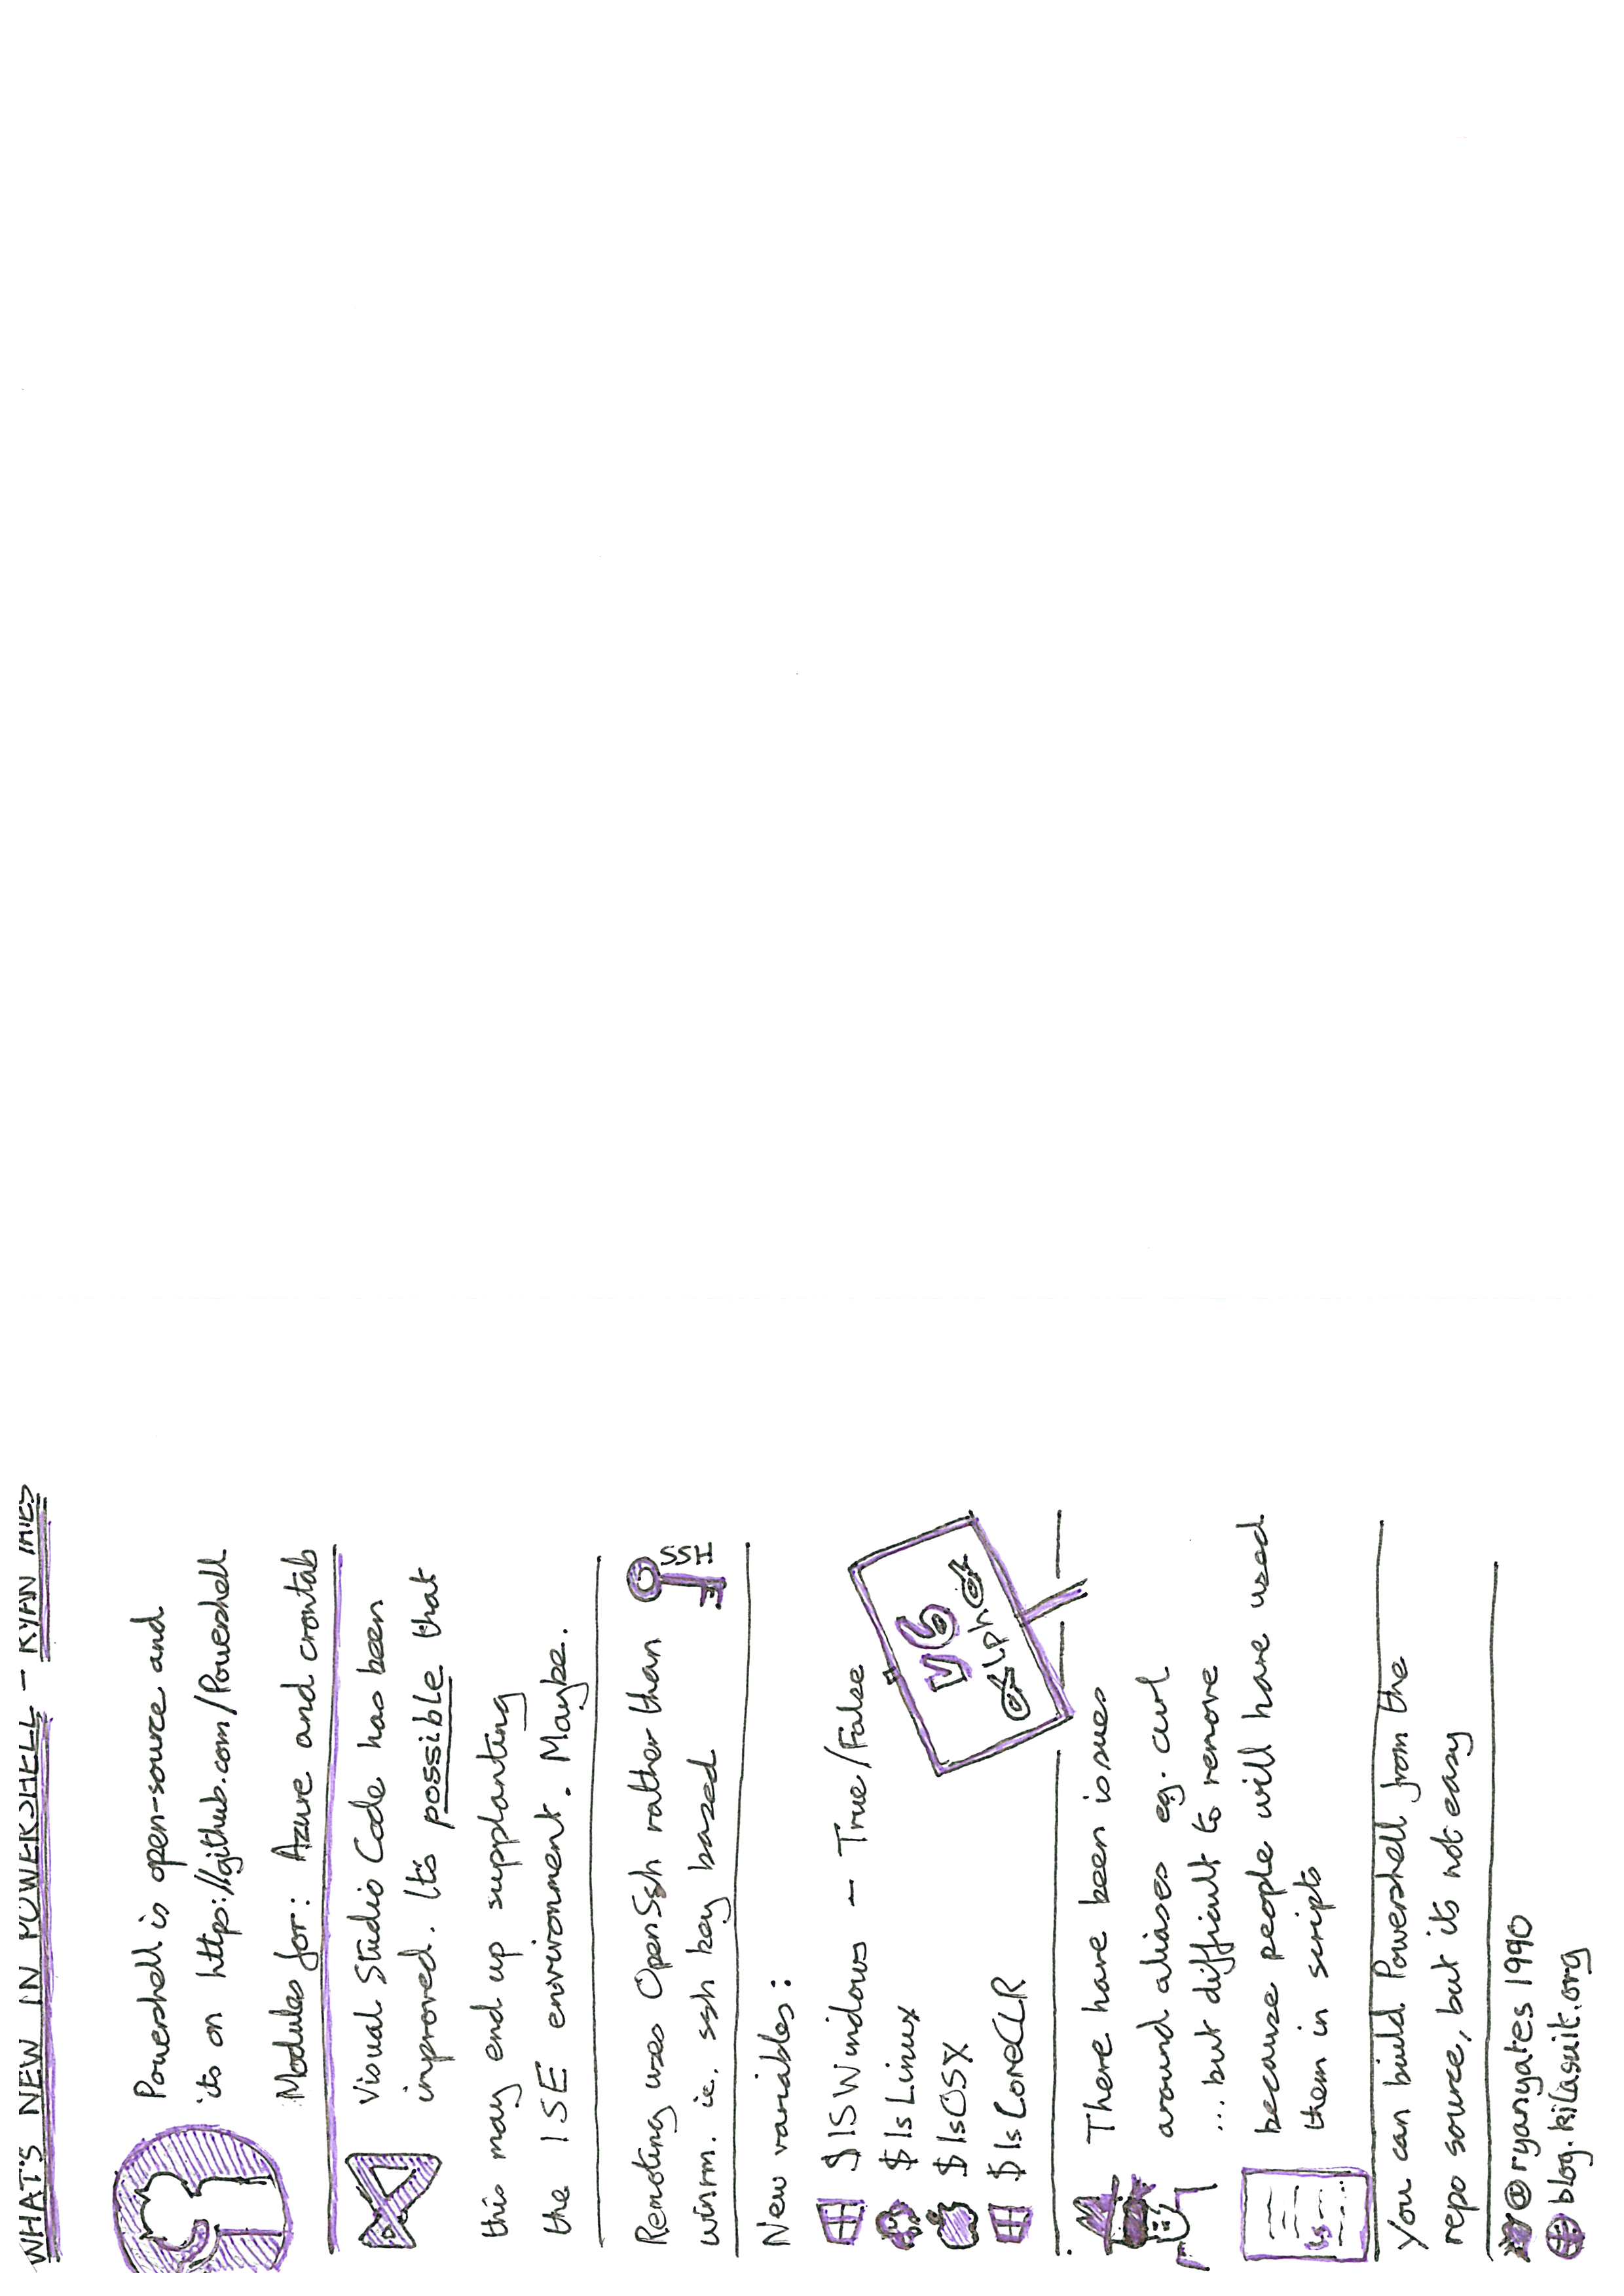 WHAT'S NEW IN POWERSHELL - RYAN YATES
Powershell is open-source and
its on https://github.com/Powershell
Modules for: Azure and crontab
Visual Studio Code has been
improved. It's possible that
this may end up supplanting
the ISE environment. Maybe.
Remoting uses OpenSsh rather than
winrm. ie. ssh key based
SSH
New variables:
$ISWindows - True/False
$IsLinux
$IsOSX
$IsCoreCLR
V6
αlphα
There have been issues
around aliases eg. curl
... but difficult to remove
because people will have used
them in scripts
ls
You can build Powershell from the
repo source, but its not easy
@ryanyates1990
blog.kilasuit.org